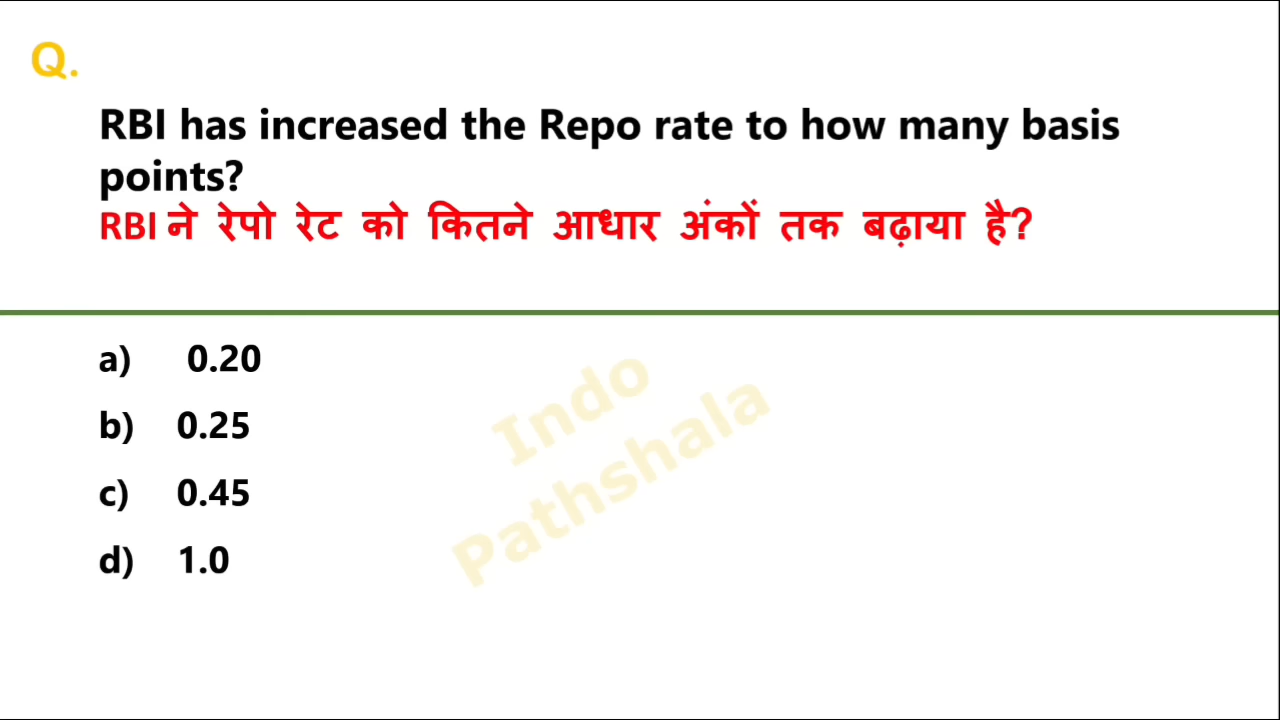 Q.
RBI has increased the Repo rate to how many basis
points?
RBI ने रेपो रेट को कितने आधार अंकों तक बढ़ाया है?
a) 0.20
b) 0.25
c) 0.45
d) 1.0
Indo
Pathshala